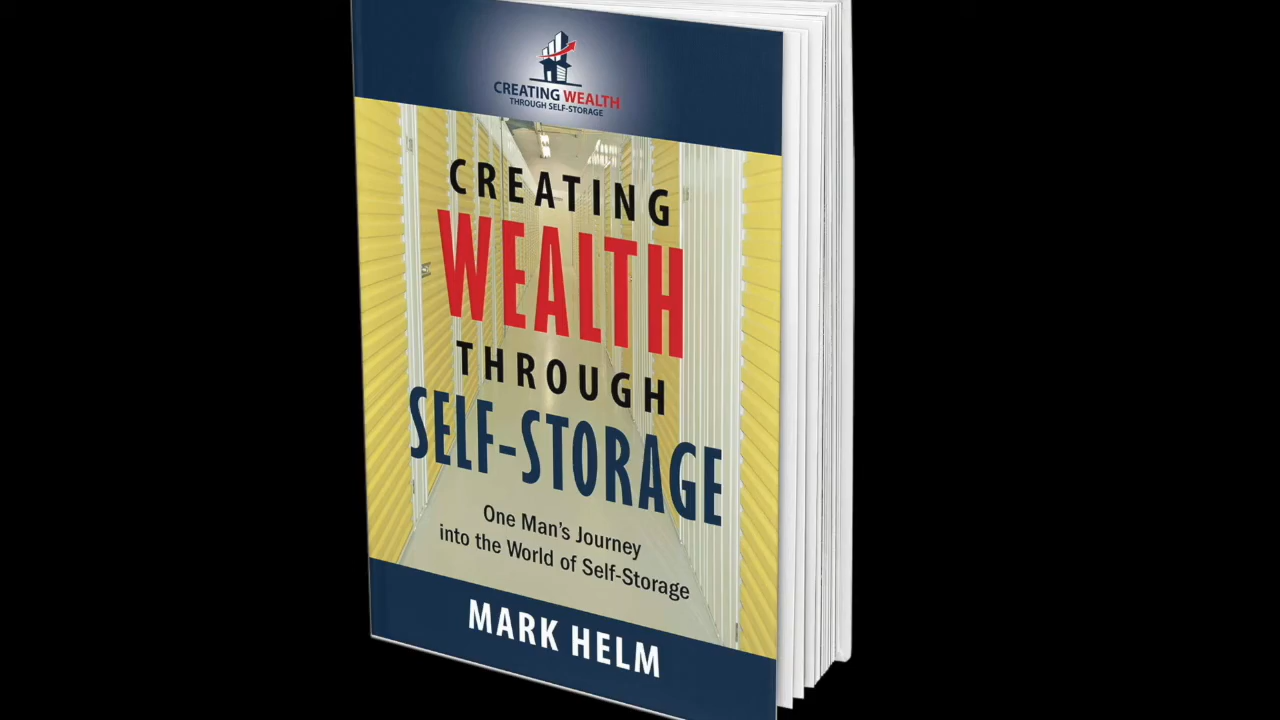 CREATING WEALTH
THROUGH SELF-STORAGE
CREATING
WEALTH
THROUGH
SELF-STORAGE
One Man's Journey
into the World of Self-Storage
MARK HELM